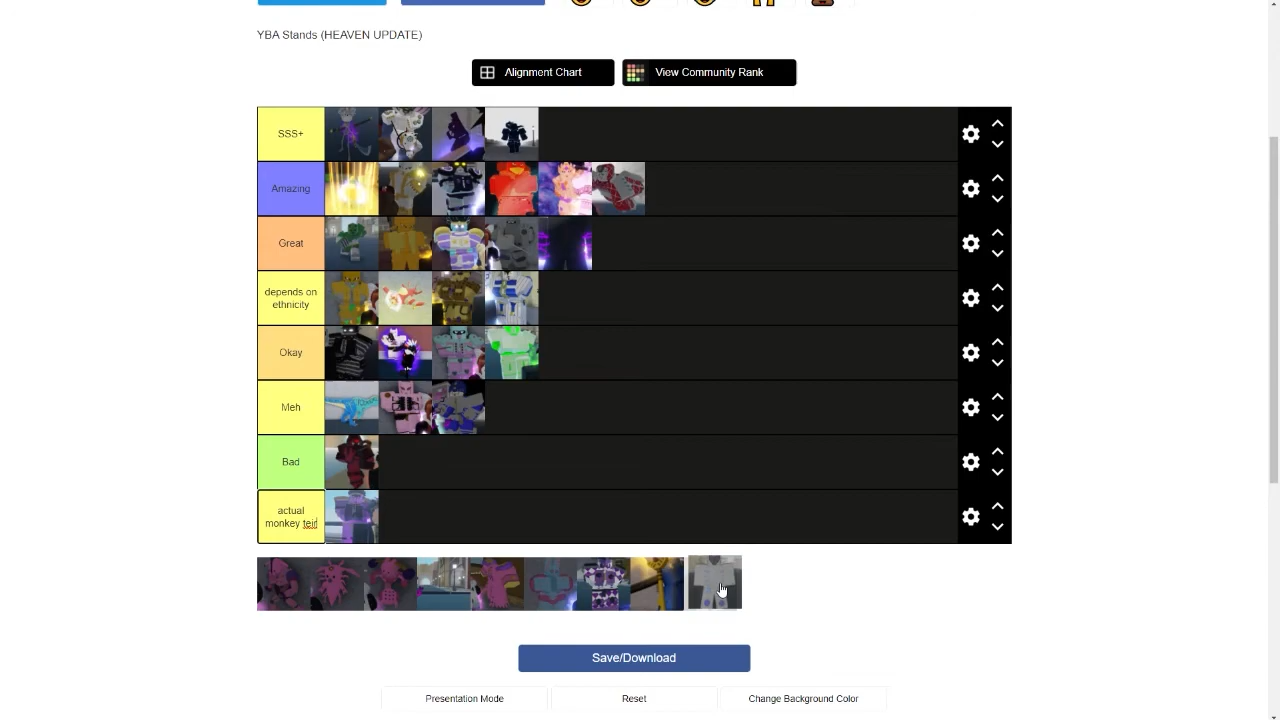 YBA Stands (HEAVEN UPDATE)
Alignment Chart
View Community Rank
SSS+
Amazing
Great
depends on
ethnicity
Okay
Meh
Bad
actual
monkey teirl
Save/Download
Presentation Mode
Reset
Change Background Color